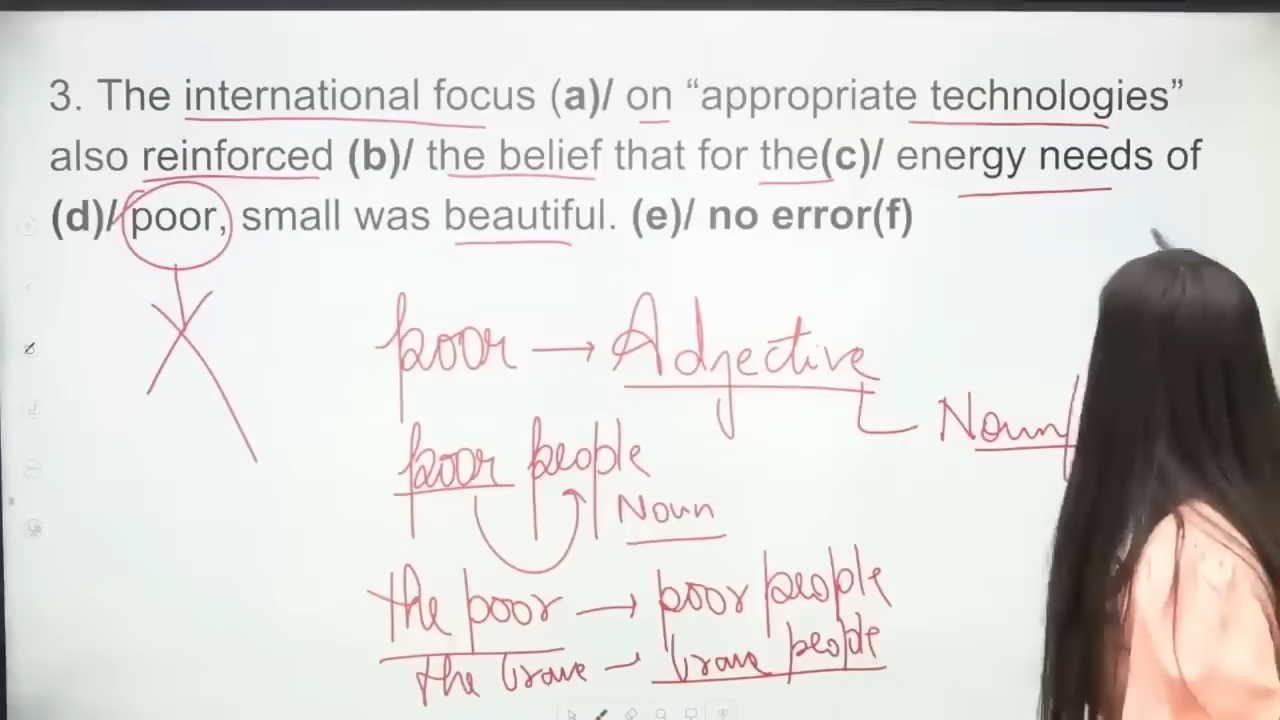 3. The international focus (a)/ on “appropriate technologies”
also reinforced (b)/ the belief that for the(c)/ energy needs of
(d)/ poor, small was beautiful. (e)/ no error(f)
poor → Adjective
Noun
poor people
Noun
the poor → poor people
the brave → brave people